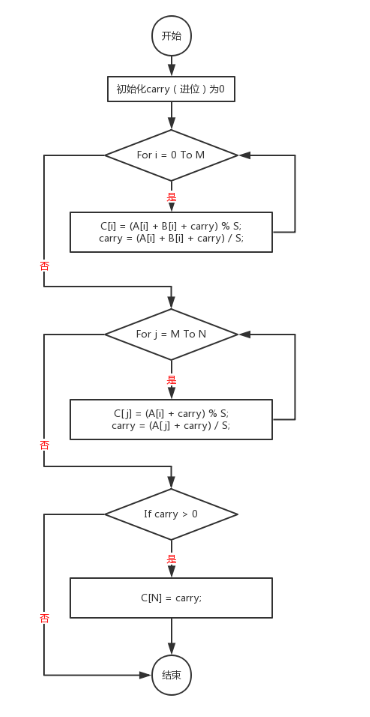 开始
初始化carry（进位）为0
For i = 0 To M
是
C[i] = (A[i] + B[i] + carry) % S;
carry = (A[i] + B[i] + carry) / S;
否
For j = M To N
是
C[j] = (A[i] + carry) % S;
carry = (A[j] + carry) / S;
否
If carry > 0
是
C[N] = carry;
否
结束